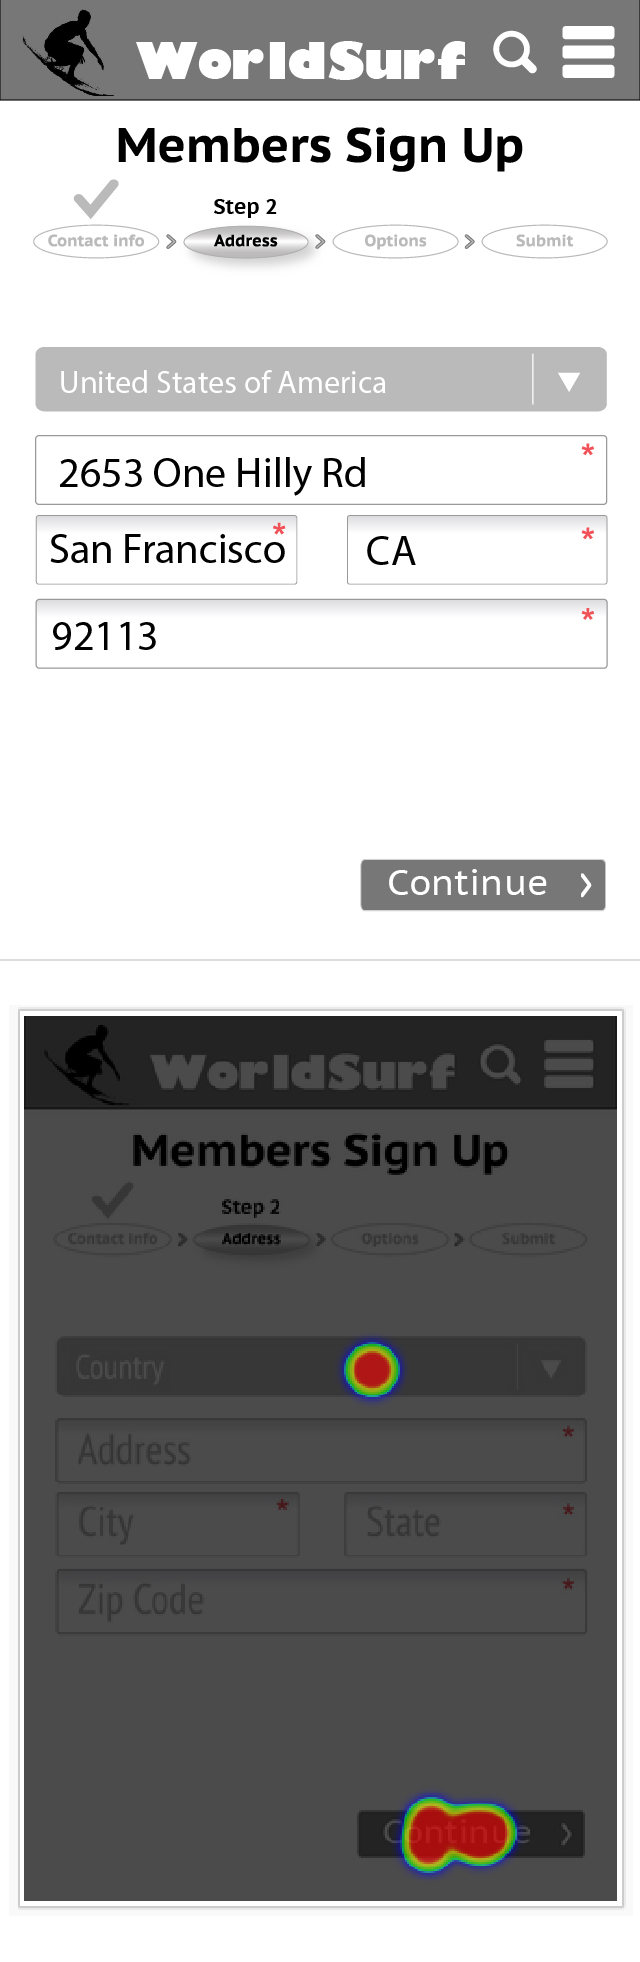 WorldSurf
Members Sign Up
Step 2
Contact info > Address > Options > Submit
United States of America
2653 One Hilly Rd *
San Francisco * CA *
92113 *
Continue >
WorldSurf
Members Sign Up
Step 2
Contact info > Address > Options > Submit
Country
Address *
City * State *
Zip Code *
Continue >